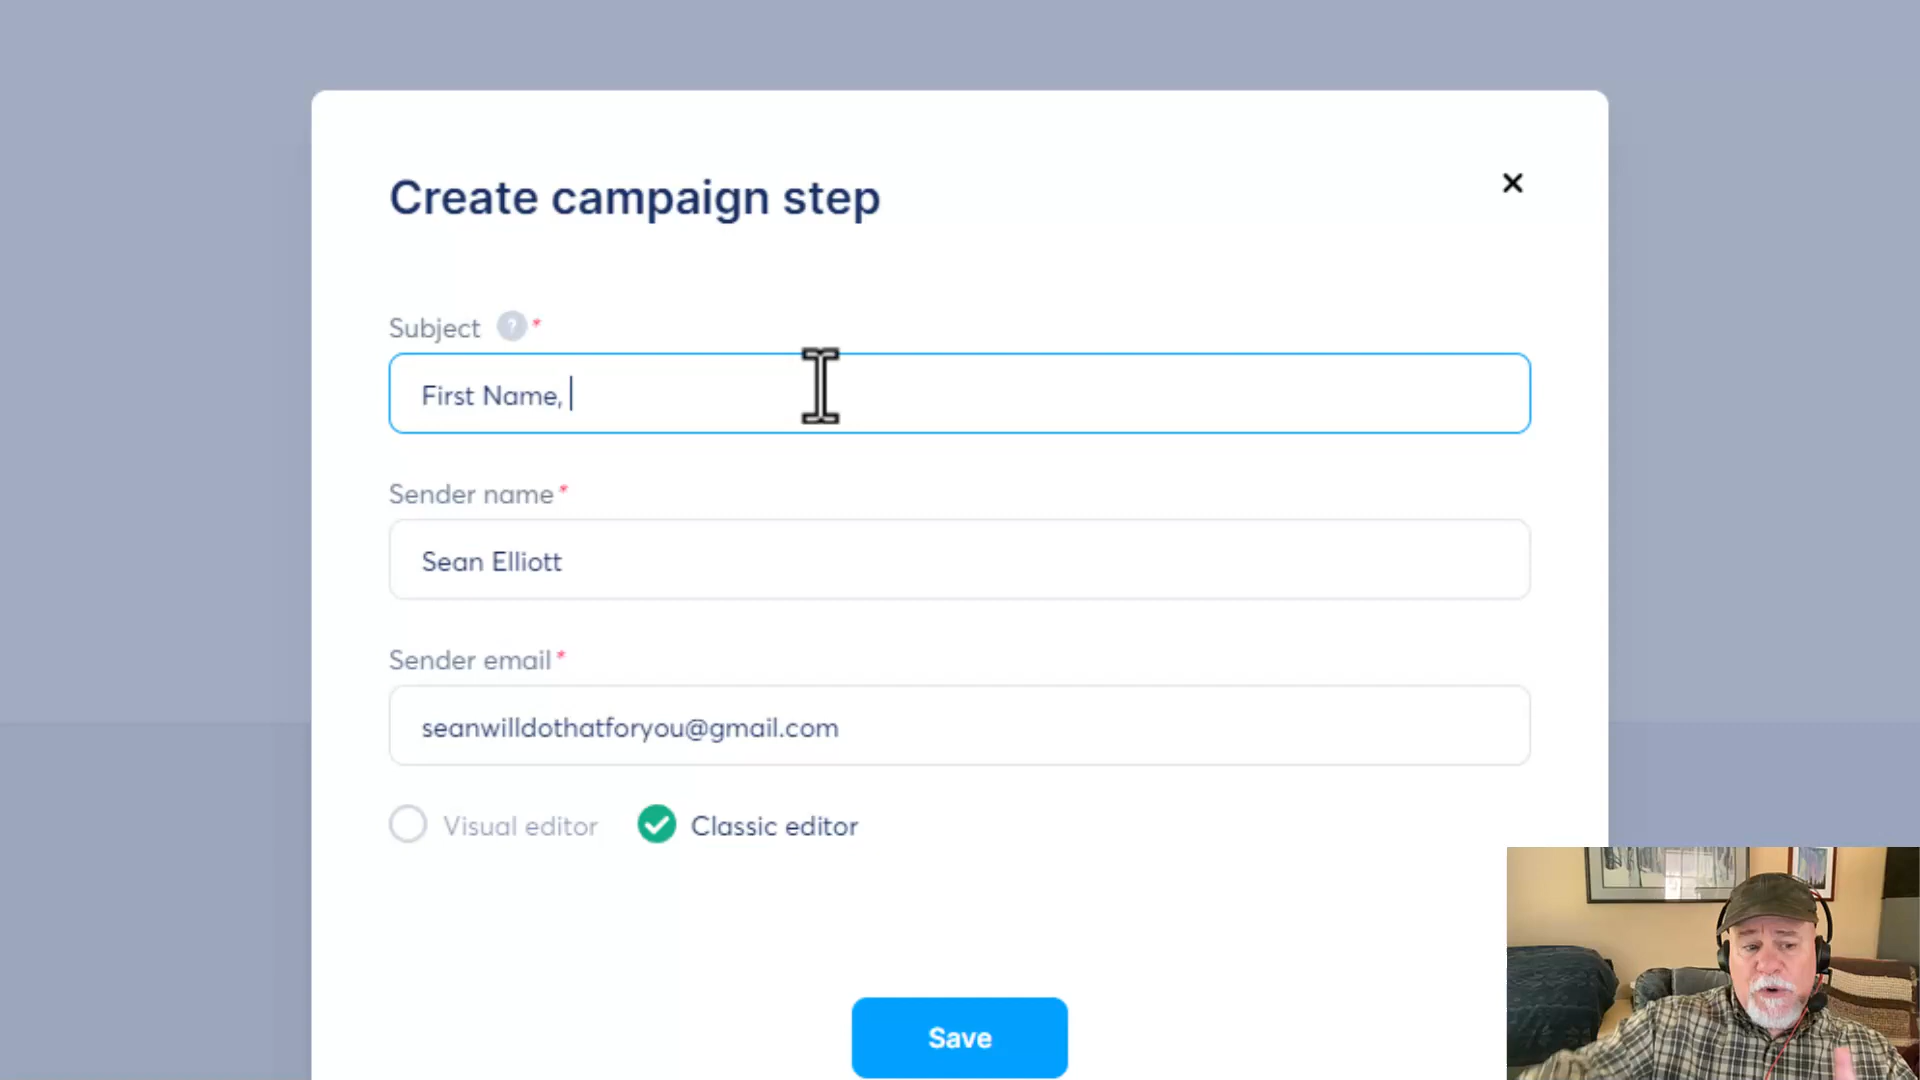 Create campaign step
Subject ? *
First Name,
Sender name *
Sean Elliott
Sender email *
seanwilldothatforyou@gmail.com
Visual editor Classic editor
Save